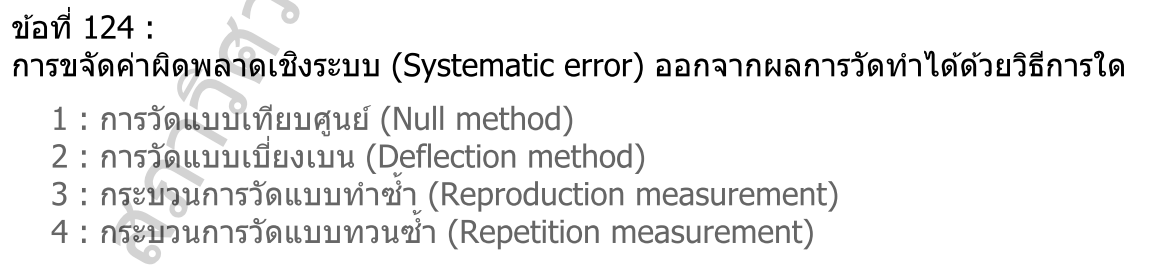 ข้อที่ 124 :
การขจัดค่าผิดพลาดเชิงระบบ (Systematic error) ออกจากผลการวัดทำได้ด้วยวิธีการใด
1 : การวัดแบบเทียบศูนย์ (Null method)
2 : การวัดแบบเบี่ยงเบน (Deflection method)
3 : กระบวนการวัดแบบทำซ้ำ (Reproduction measurement)
4 : กระบวนการวัดแบบทวนซ้ำ (Repetition measurement)